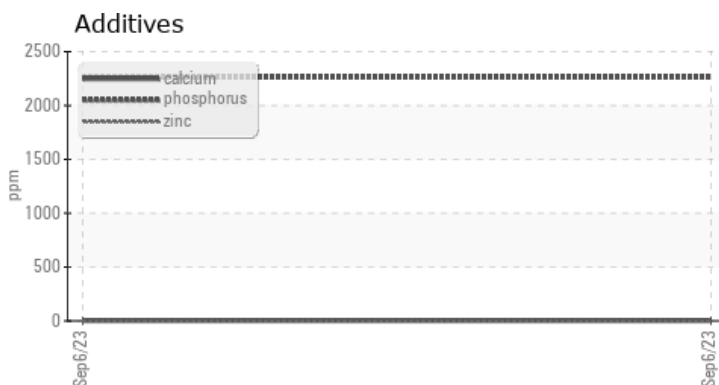 Additives
2500
2000
1500
1000
500
0
ppm
calcium
phosphorus
zinc
Sep6/23
Sep6/23